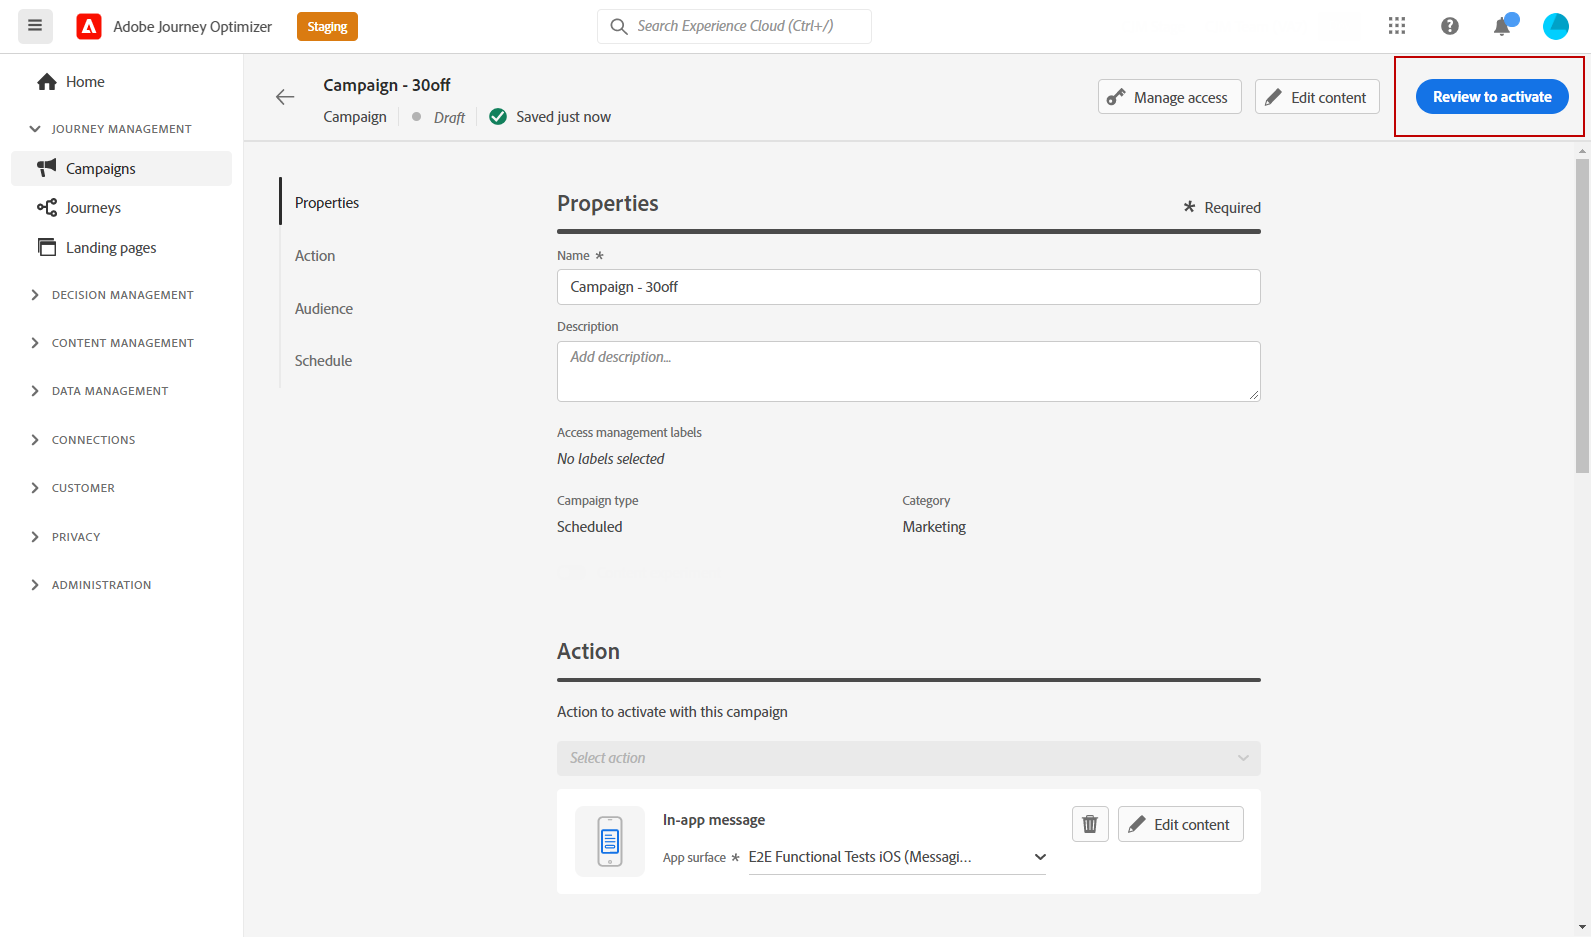 Adobe Journey Optimizer
Staging
Search Experience Cloud (Ctrl+/)
Home
JOURNEY MANAGEMENT
Campaigns
Journeys
Landing pages
DECISION MANAGEMENT
CONTENT MANAGEMENT
DATA MANAGEMENT
CONNECTIONS
CUSTOMER
PRIVACY
ADMINISTRATION
Campaign - 30off
Campaign
Draft
Saved just now
Manage access
Edit content
Review to activate
Properties
Action
Audience
Schedule
Properties
* Required
Name *
Campaign - 30off
Description
Add description...
Access management labels
No labels selected
Campaign type
Scheduled
Category
Marketing
Action
Action to activate with this campaign
Select action
In-app message
App surface * E2E Functional Tests iOS (Messagi...
Edit content